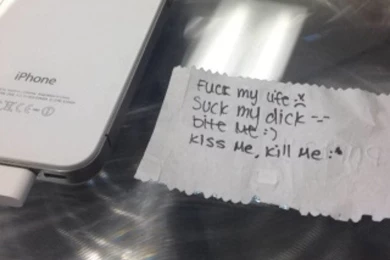 iPhone
Fuck my life :x
Suck my dick -.-
bite me :)
kiss me, kill me :*